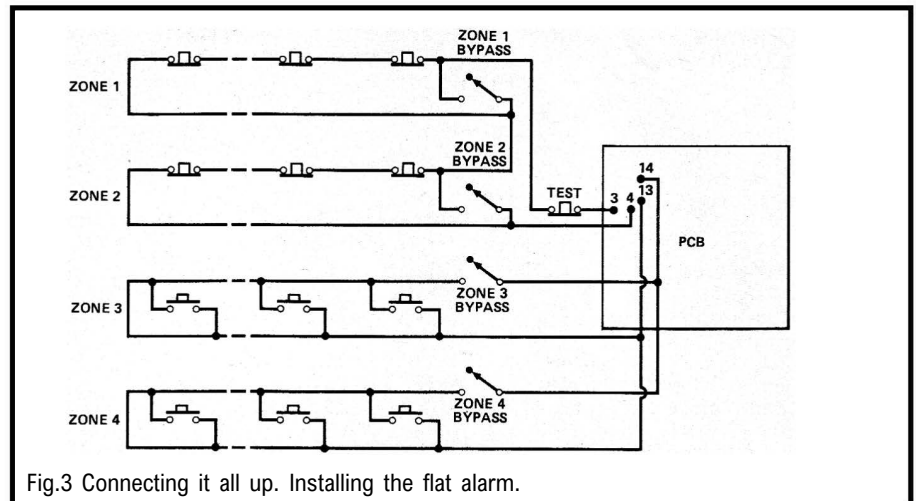 ZONE 1
BYPASS
ZONE 1
ZONE 2
BYPASS
ZONE 2
TEST
3
4
14
13
PCB
ZONE 3
BYPASS
ZONE 3
ZONE 4
BYPASS
ZONE 4
Fig.3 Connecting it all up. Installing the flat alarm.